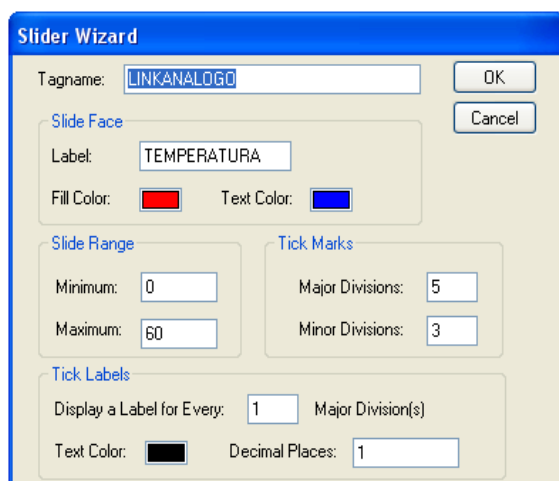 Slider Wizard
Tagname: LINKANALOGO OK
Cancel
Slide Face
Label: TEMPERATURA
Fill Color: Text Color:
Slide Range Tick Marks
Minimum: 0 Major Divisions: 5
Maximum: 60 Minor Divisions: 3
Tick Labels
Display a Label for Every: 1 Major Division(s)
Text Color: Decimal Places: 1